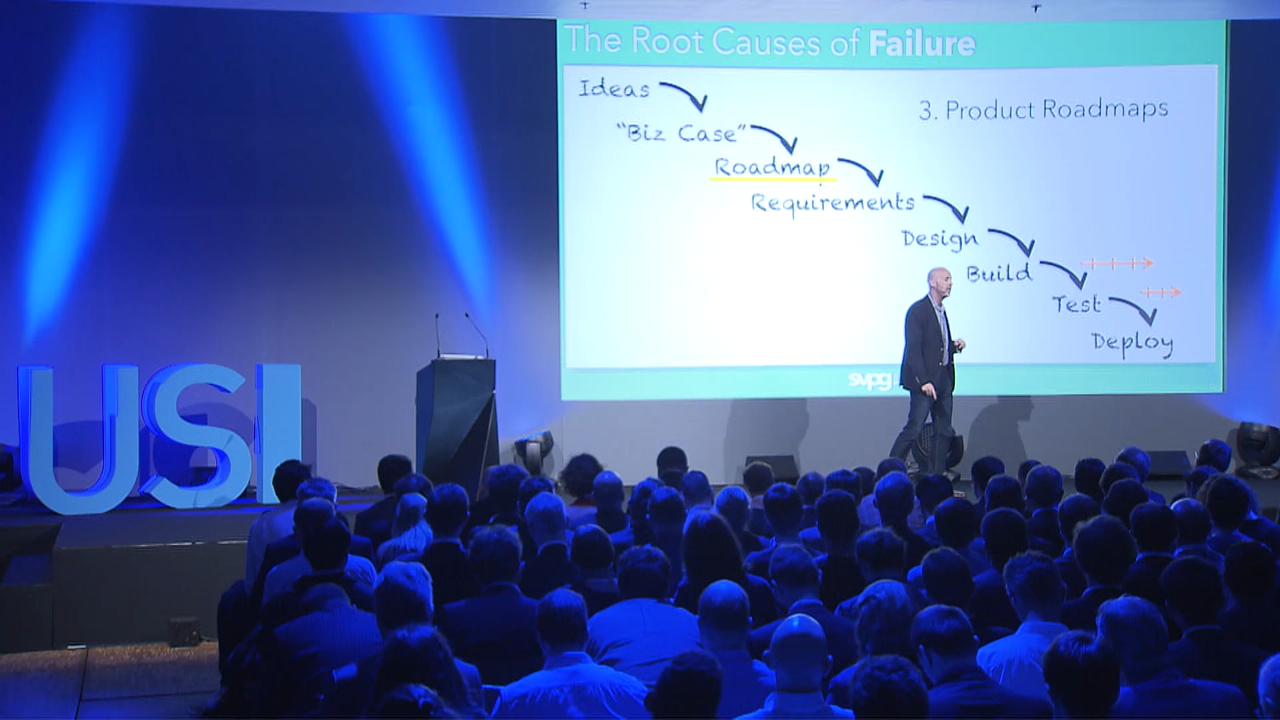 The Root Causes of Failure
3. Product Roadmaps
Ideas
"Biz Case"
Roadmap
Requirements
Design
Build
Test
Deploy
svpg
USI